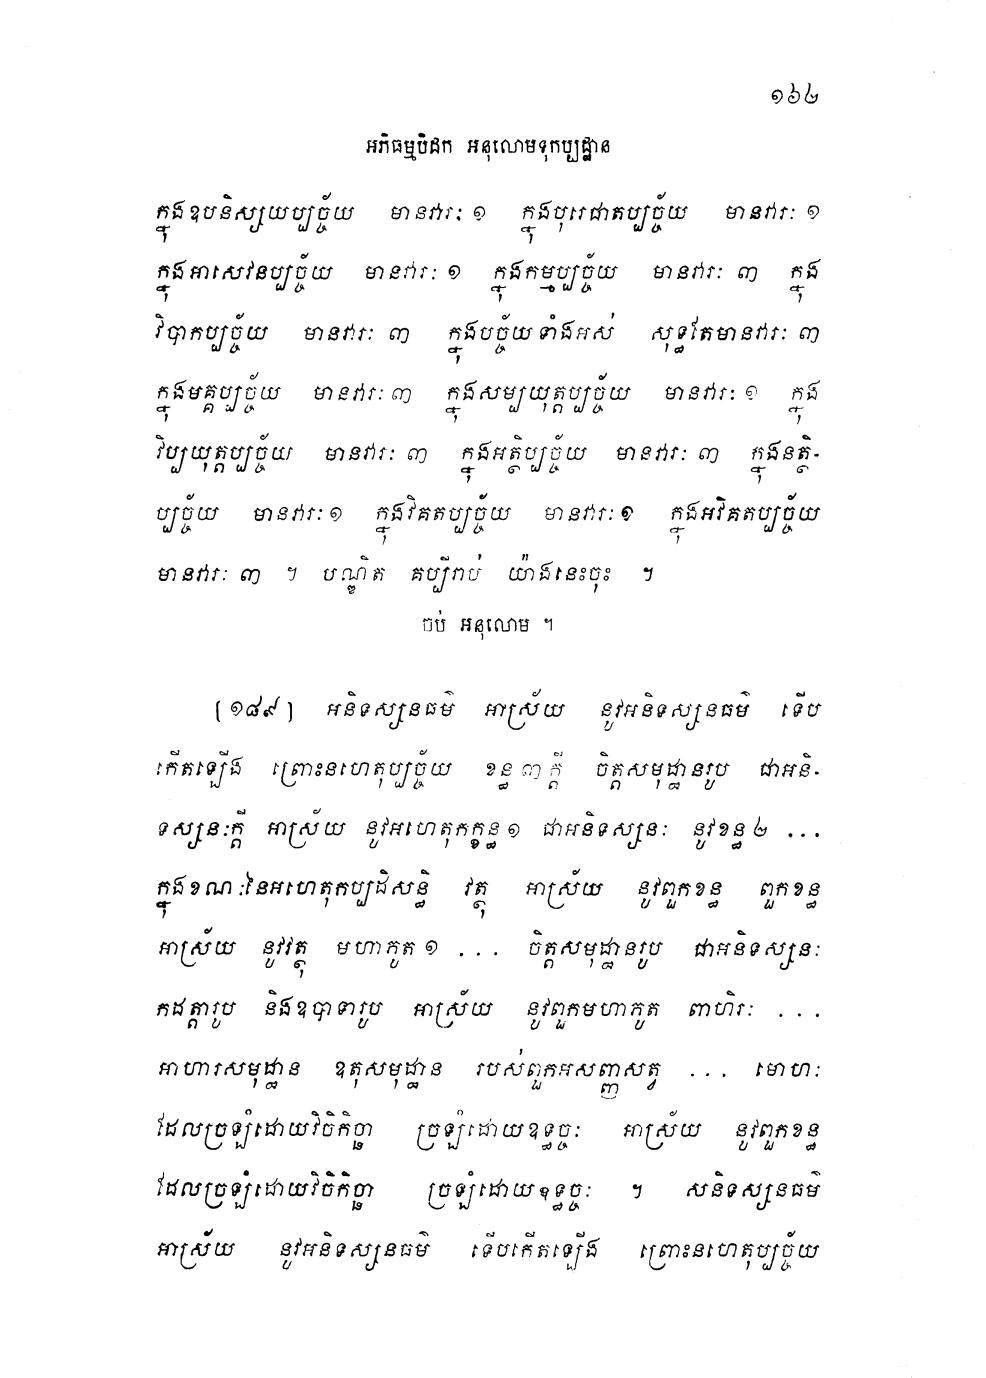 ១៦២
អភិធម្មបិដក អនុលោមទុកប្បដ្ឋាន
ក្នុងឧបនិស្សយប្បច្ច័យ មានវារៈ ១ ក្នុងបុរេជាតប្បច្ច័យ មានវារៈ ១
ក្នុងអាសេវនប្បច្ច័យ មានវារៈ ១ ក្នុងកម្មប្បច្ច័យ មានវារៈ ៣ ក្នុង
វិបាកប្បច្ច័យ មានវារៈ ៣ ក្នុងបច្ច័យទាំងអស់ សុទ្ធតែមានវារៈ ៣
ក្នុងមគ្គប្បច្ច័យ មានវារៈ ៣ ក្នុងសម្បយុត្តប្បច្ច័យ មានវារៈ ១ ក្នុង
វិប្បយុត្តប្បច្ច័យ មានវារៈ ៣ ក្នុងអត្ថិប្បច្ច័យ មានវារៈ ៣ ក្នុងនត្ថិ-
ប្បច្ច័យ មានវារៈ ១ ក្នុងវិគតប្បច្ច័យ មានវារៈ ១ ក្នុងអវិគតប្បច្ច័យ
មានវារៈ ៣ ។ បណ្ឌិត គប្បីរាប់ យ៉ាងនេះចុះ ។
ចប់ អនុលោម ។
[១៨៩] អនិទស្សនធម៌ អាស្រ័យ នូវអនិទស្សនធម៌ ទើប
កើតឡើង ព្រោះនហេតុប្បច្ច័យ ខន្ធ ៣ ក្តី ចិត្តសមុដ្ឋានរូប ជាអនិ-
ទស្សនៈក្តី អាស្រ័យ នូវអហេតុកក្ខន្ធ ១ ជាអនិទស្សនៈ នូវខន្ធ ២ ...
ក្នុងខណៈនៃអហេតុកប្បដិសន្ធិ វត្ថុ អាស្រ័យ នូវពួកខន្ធ ពួកខន្ធ
អាស្រ័យ នូវវត្ថុ មហាភូត ១ ... ចិត្តសមុដ្ឋានរូប ជាអនិទស្សនៈ
កដត្តារូប និងឧបាទារូប អាស្រ័យ នូវពួកមហាភូត ពាហិរៈ ...
អាហារសមុដ្ឋាន ឧតុសមុដ្ឋាន របស់ពួកអសញ្ញសត្វ ... មោហៈ
ដែលច្រឡំដោយវិចិកិច្ឆា ច្រឡំដោយឧទ្ធច្ចៈ អាស្រ័យ នូវពួកខន្ធ
ដែលច្រឡំដោយវិចិកិច្ឆា ច្រឡំដោយឧទ្ធច្ចៈ ។ សនិទស្សនធម៌
អាស្រ័យ នូវអនិទស្សនធម៌ ទើបកើតឡើង ព្រោះនហេតុប្បច្ច័យ